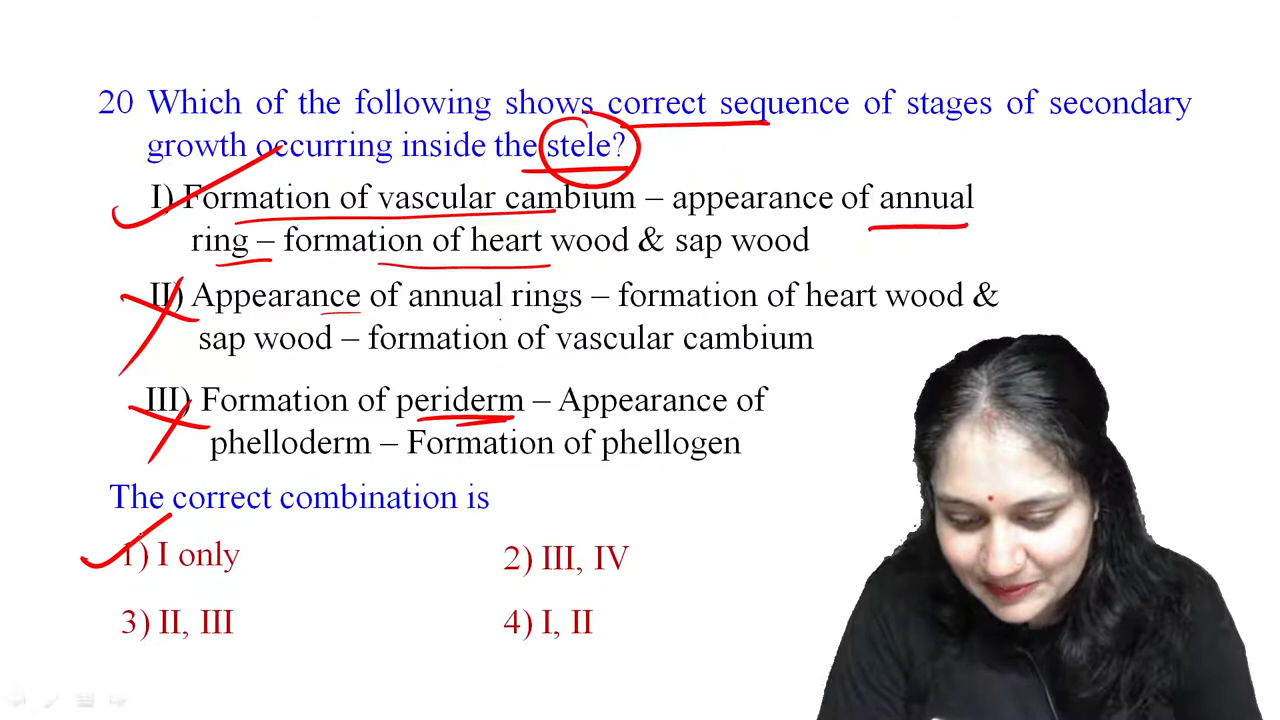 20 Which of the following shows correct sequence of stages of secondary
growth occurring inside the stele?
I) Formation of vascular cambium – appearance of annual
ring – formation of heart wood & sap wood
II) Appearance of annual rings – formation of heart wood &
sap wood – formation of vascular cambium
III) Formation of periderm – Appearance of
phelloderm – Formation of phellogen
The correct combination is
1) I only
2) III, IV
3) II, III
4) I, II